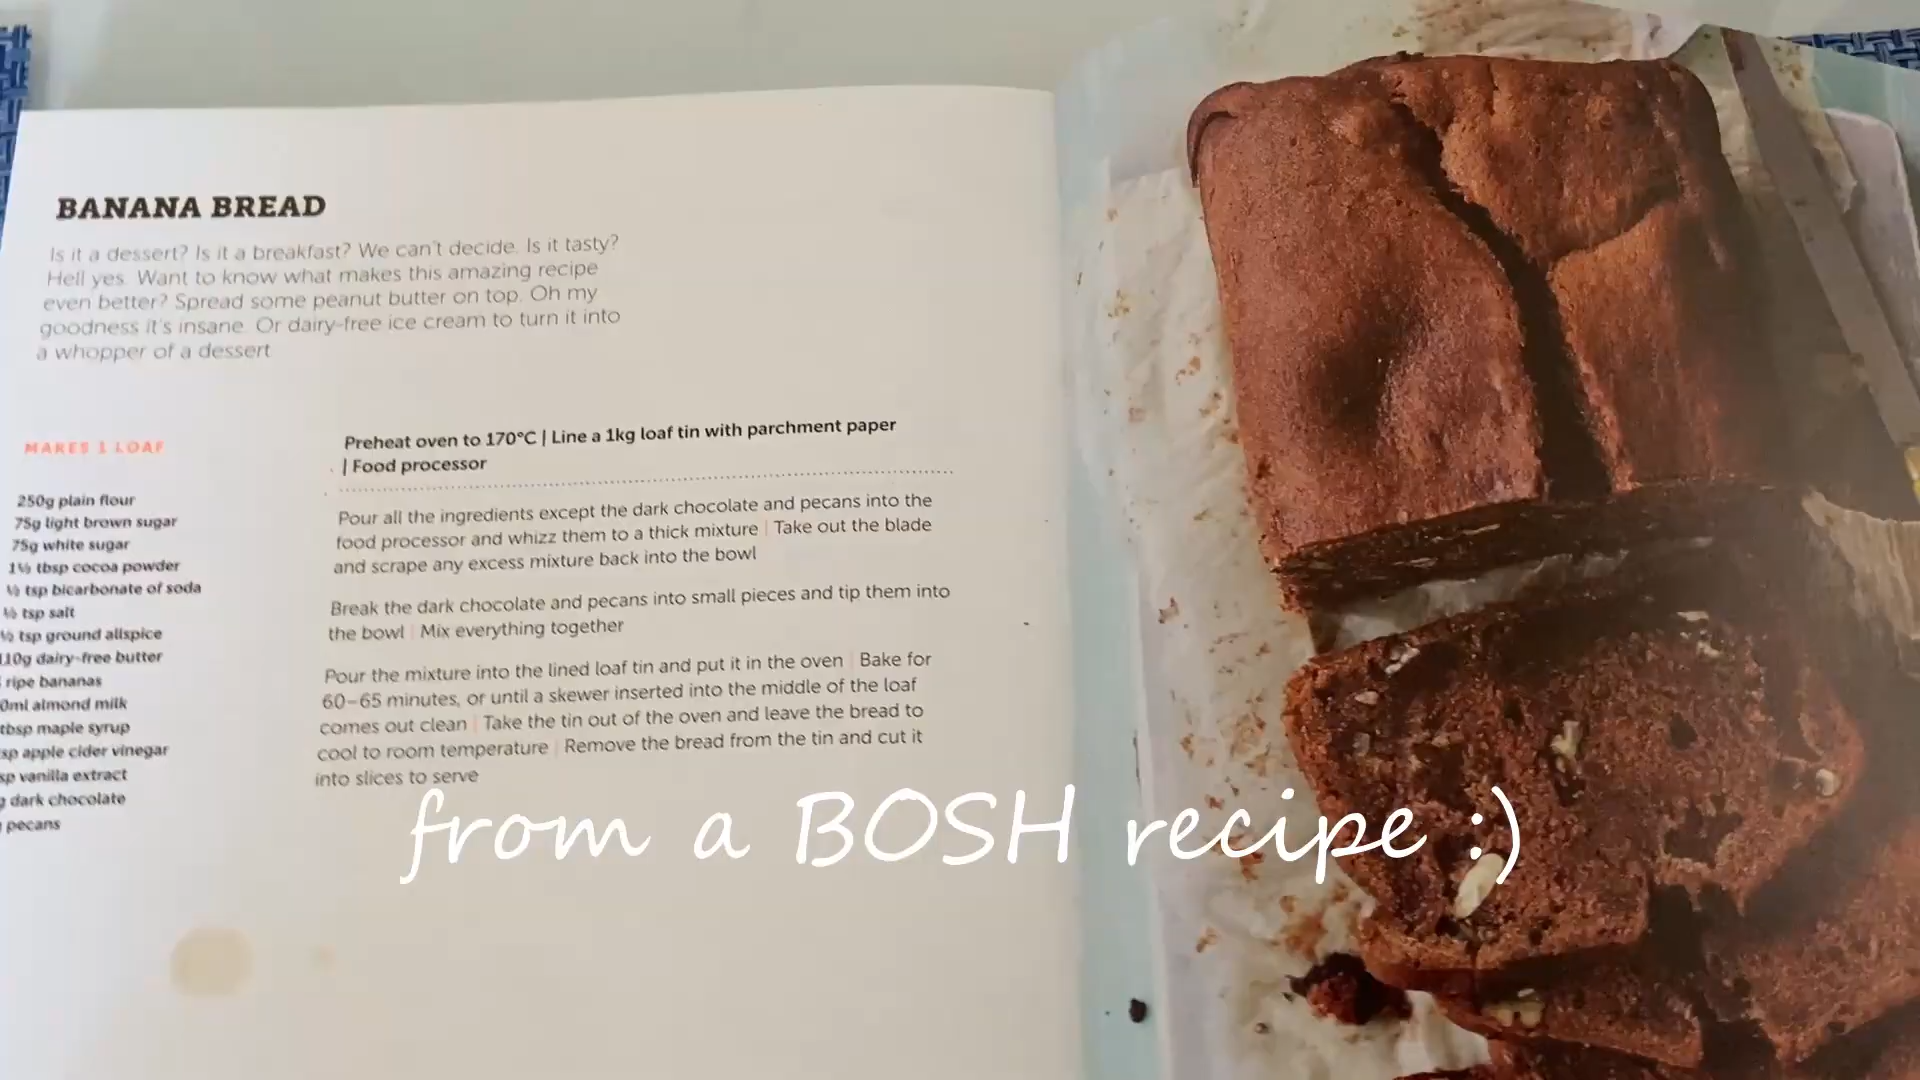 BANANA BREAD
Is it a dessert? Is it a breakfast? We can't decide. Is it tasty?
Hell yes. Want to know what makes this amazing recipe
even better? Spread some peanut butter on top. Oh my
goodness it's insane. Or dairy-free ice cream to turn it into
a whopper of a dessert
MAKES 1 LOAF
250g plain flour
75g light brown sugar
75g white sugar
1½ tbsp cocoa powder
½ tsp bicarbonate of soda
½ tsp salt
½ tsp ground allspice
110g dairy-free butter
ripe bananas
0ml almond milk
tbsp maple syrup
sp apple cider vinegar
sp vanilla extract
g dark chocolate
pecans
Preheat oven to 170°C | Line a 1kg loaf tin with parchment paper
| Food processor
Pour all the ingredients except the dark chocolate and pecans into the
food processor and whizz them to a thick mixture | Take out the blade
and scrape any excess mixture back into the bowl
Break the dark chocolate and pecans into small pieces and tip them into
the bowl | Mix everything together
Pour the mixture into the lined loaf tin and put it in the oven | Bake for
60–65 minutes, or until a skewer inserted into the middle of the loaf
comes out clean | Take the tin out of the oven and leave the bread to
cool to room temperature | Remove the bread from the tin and cut it
into slices to serve
from a BOSH recipe :)